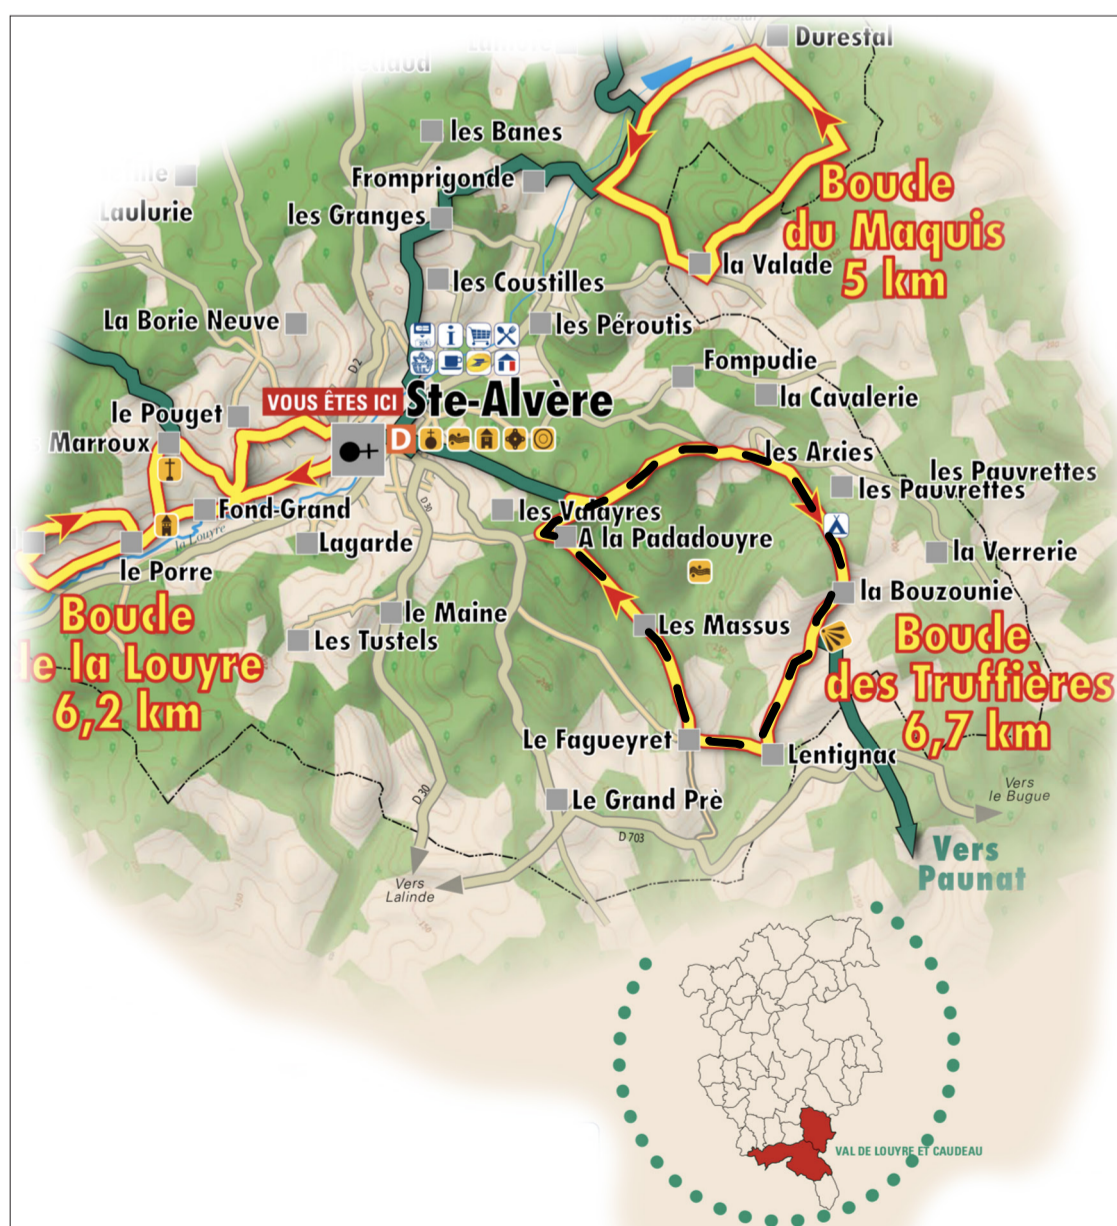 Durestal
les Banes
Fromprigonde
Laulurie
les Granges
Boucle
du Maquis
5 km
la Valade
les Coustilles
La Borie Neuve
les Péroutis
D 2
Fompudie
la Cavalerie
VOUS ÊTES ICI
Ste-Alvère
le Pouget
Marroux
D
les Arcies
les Pauvrettes
les Pauvrettes
D 30
Fond-Grand
les Valayres
la Louyre
Lagarde
A la Padadouyre
la Verrerie
le Porre
la Bouzounie
Boucle
de la Louyre
6,2 km
le Maine
Les Tustels
Les Massus
Boucle
des Truffières
6,7 km
Le Fagueyret
Lentignac
Vers
le Bugue
D 30
Le Grand Prè
D 703
Vers
Paunat
Vers
Lalinde
VAL DE LOUYRE ET CAUDEAU